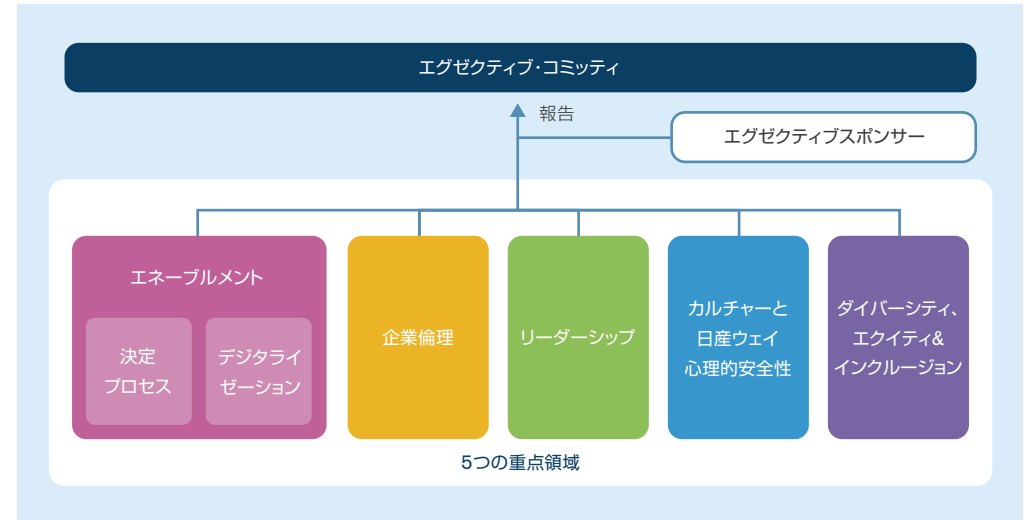 エグゼクティブ・コミッティ
報告
エグゼクティブスポンサー
エネーブルメント
決定
プロセス
デジタライ
ゼーション
企業倫理
リーダーシップ
カルチャーと
日産ウェイ
心理的安全性
ダイバーシティ、
エクイティ&
インクルージョン
5つの重点領域